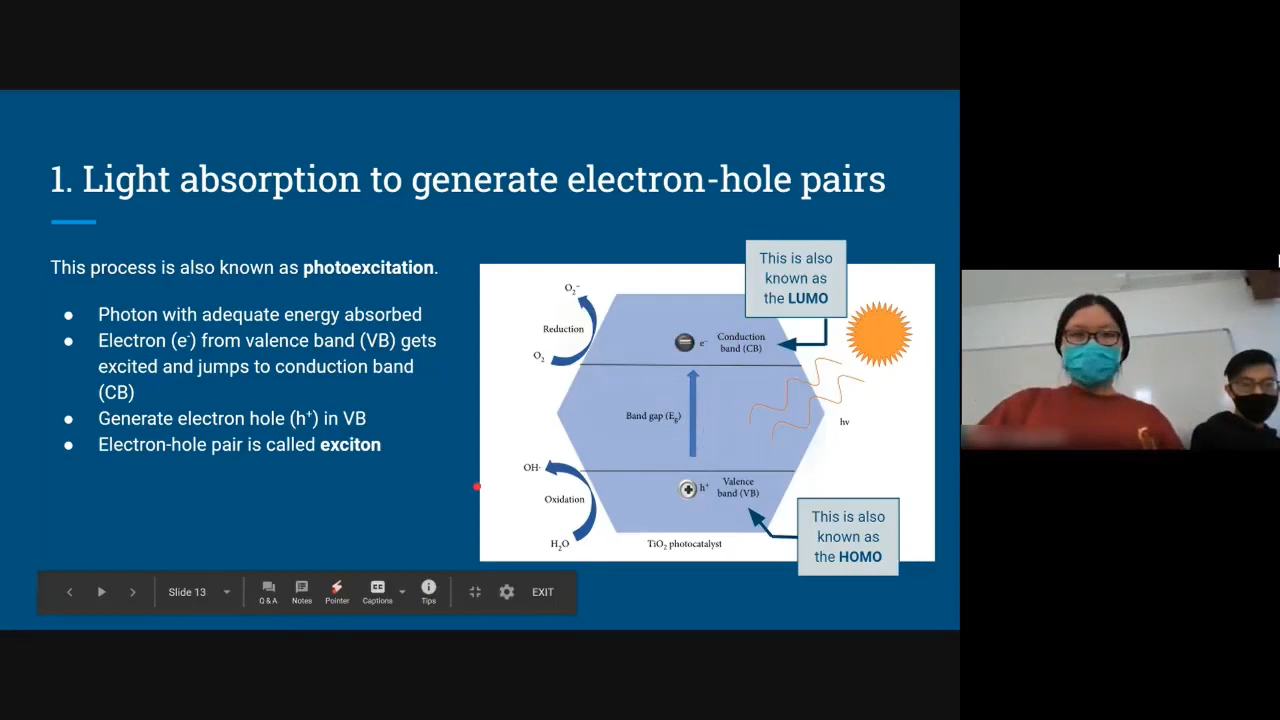 1. Light absorption to generate electron-hole pairs
This process is also known as photoexcitation.
● Photon with adequate energy absorbed
● Electron (e⁻) from valence band (VB) gets
excited and jumps to conduction band
(CB)
● Generate electron hole (h⁺) in VB
● Electron-hole pair is called exciton
This is also
known as
the LUMO
O₂⁻
Reduction
O₂
e⁻
Conduction
band (CB)
Band gap (Eg)
hν
OH·
Oxidation
H₂O
h⁺
Valence
band (VB)
TiO₂ photocatalyst
This is also
known as
the HOMO
Slide 13
Q & A
Notes
Pointer
CC
Captions
Tips
EXIT